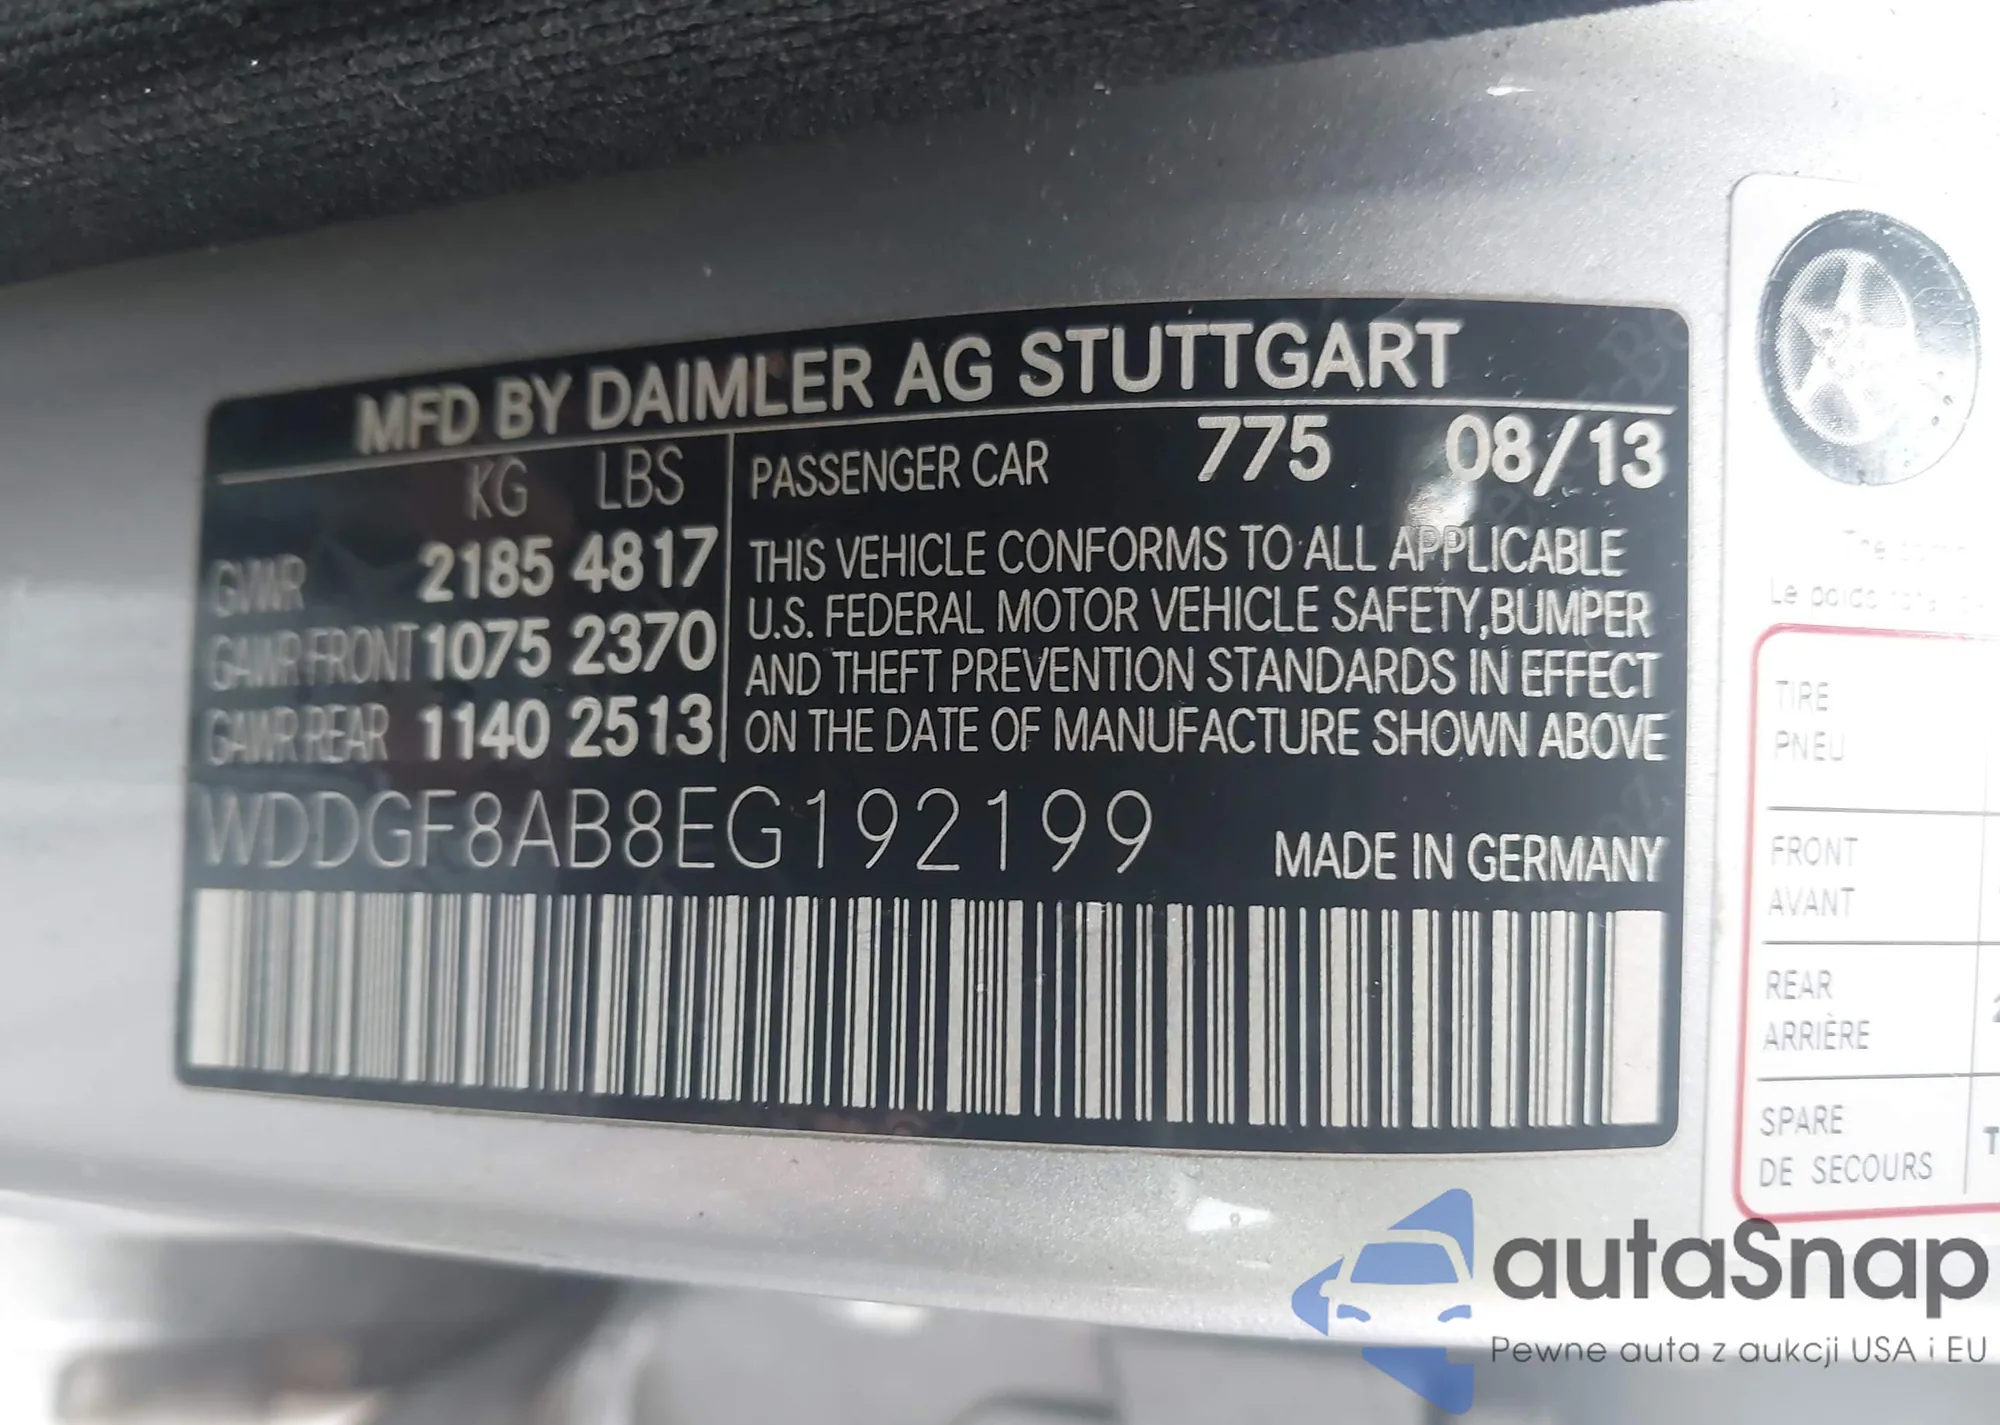 MFD BY DAIMLER AG STUTTGART
KG LBS
GVWR 2185 4817
GAWR FRONT 1075 2370
GAWR REAR 1140 2513
PASSENGER CAR 775 08/13
THIS VEHICLE CONFORMS TO ALL APPLICABLE
U.S. FEDERAL MOTOR VEHICLE SAFETY,BUMPER
AND THEFT PREVENTION STANDARDS IN EFFECT
ON THE DATE OF MANUFACTURE SHOWN ABOVE
WDDGF8AB8EG192199
MADE IN GERMANY
Le poids
TIRE
PNEU
FRONT
AVANT
REAR
ARRIÈRE
SPARE
DE SECOURS
autaSnap
Pewne auta z aukcji USA i EU